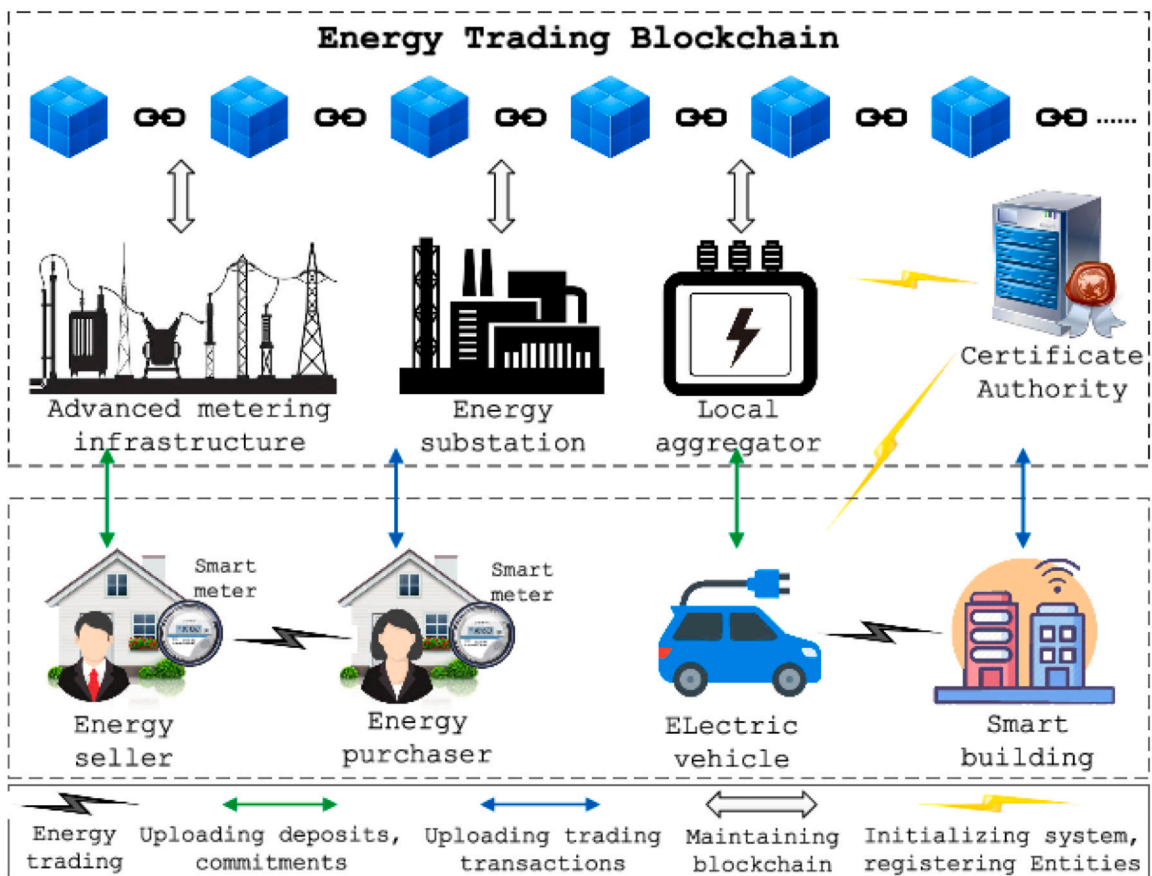 Energy Trading Blockchain
......
Certificate
Authority
Advanced metering
infrastructure
Energy
substation
Local
aggregator
Smart
meter
Smart
meter
Energy
seller
Energy
purchaser
ELectric
vehicle
Smart
building
Energy
trading
Uploading deposits,
commitments
Uploading trading
transactions
Maintaining
blockchain
Initializing system,
registering Entities